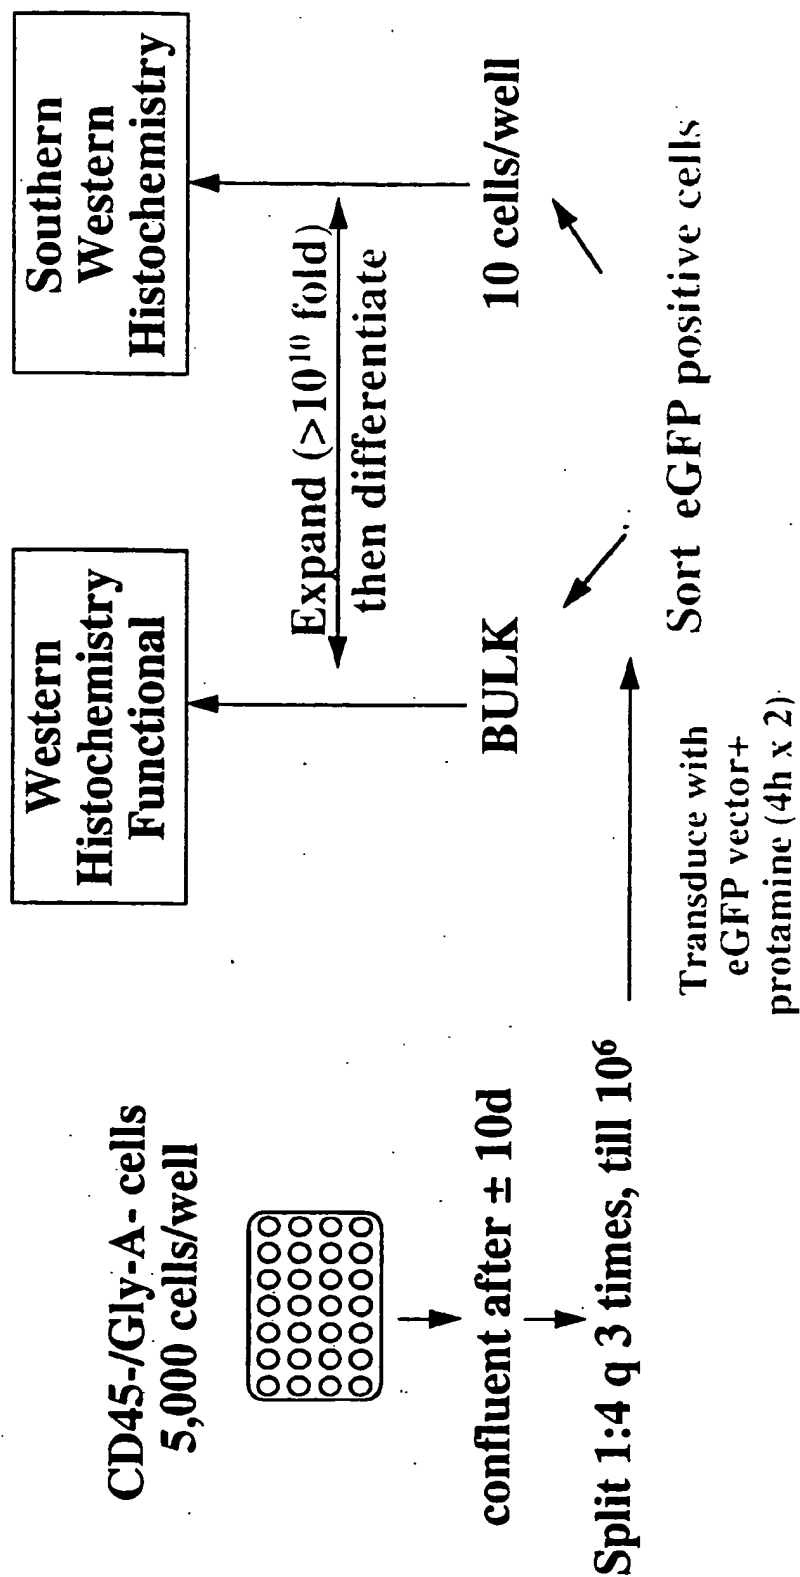 CD45-/Gly-A- cells
5,000 cells/well
confluent after ± 10d
Split 1:4 q 3 times, till 10⁶
Transduce with
eGFP vector+
protamine (4h x 2)
Sort eGFP positive cells
BULK
10 cells/well
Expand (>10¹⁰ fold)
then differentiate
Western
Histochemistry
Functional
Southern
Western
Histochemistry